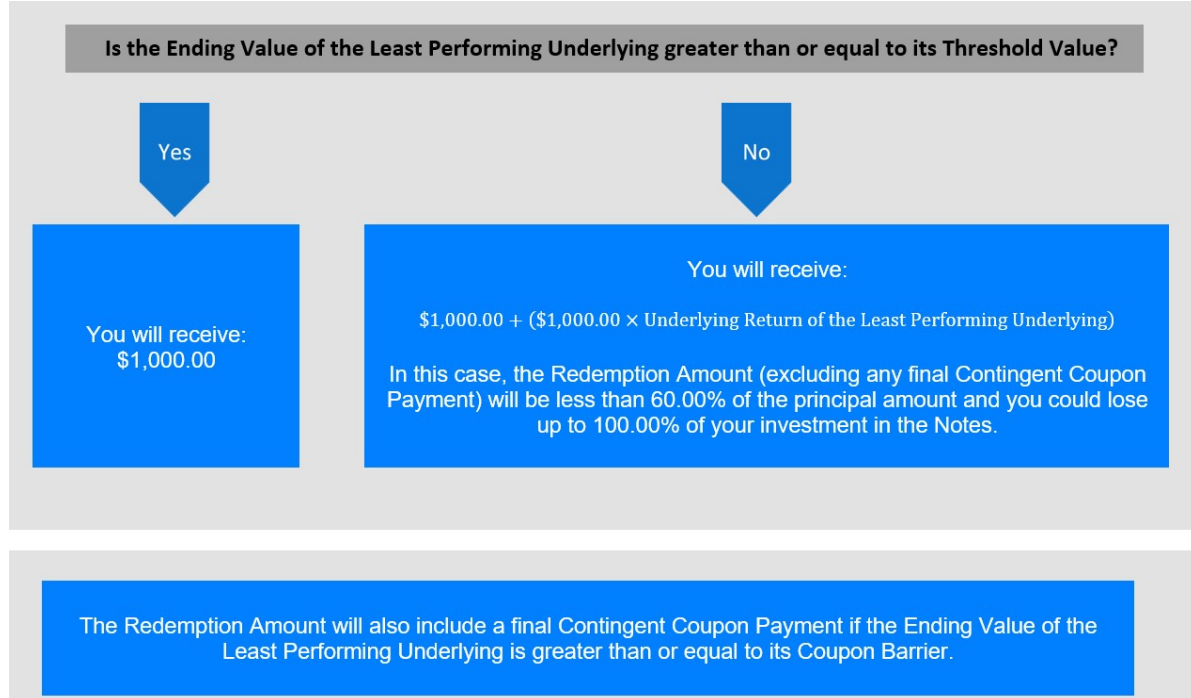 Is the Ending Value of the Least Performing Underlying greater than or equal to its Threshold Value?
Yes
No
You will receive:
$1,000.00
You will receive:
$1,000.00 + ($1,000.00 × Underlying Return of the Least Performing Underlying)
In this case, the Redemption Amount (excluding any final Contingent Coupon
Payment) will be less than 60.00% of the principal amount and you could lose
up to 100.00% of your investment in the Notes.
The Redemption Amount will also include a final Contingent Coupon Payment if the Ending Value of the
Least Performing Underlying is greater than or equal to its Coupon Barrier.